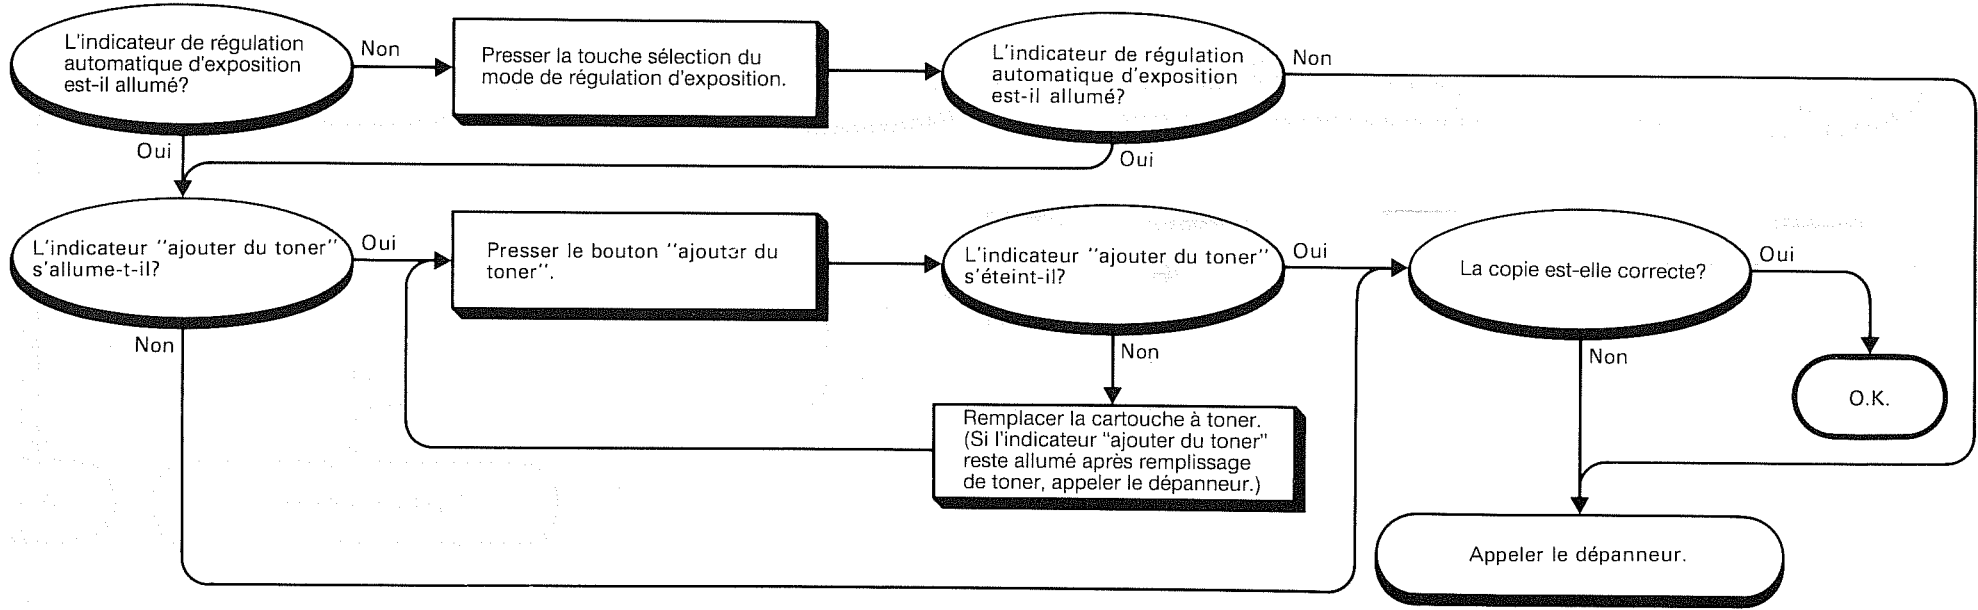 L'indicateur de régulation
automatique d'exposition
est-il allumé?
Non
Presser la touche sélection du
mode de régulation d'exposition.
L'indicateur de régulation
automatique d'exposition
est-il allumé?
Non
Oui
Oui
L'indicateur "ajouter du toner"
s'allume-t-il?
Oui
Presser le bouton "ajouter du
toner".
L'indicateur "ajouter du toner"
s'éteint-il?
Oui
La copie est-elle correcte?
Oui
Non
Non
Non
O.K.
Remplacer la cartouche à toner.
(Si l'indicateur "ajouter du toner"
reste allumé après remplissage
de toner, appeler le dépanneur.)
Appeler le dépanneur.